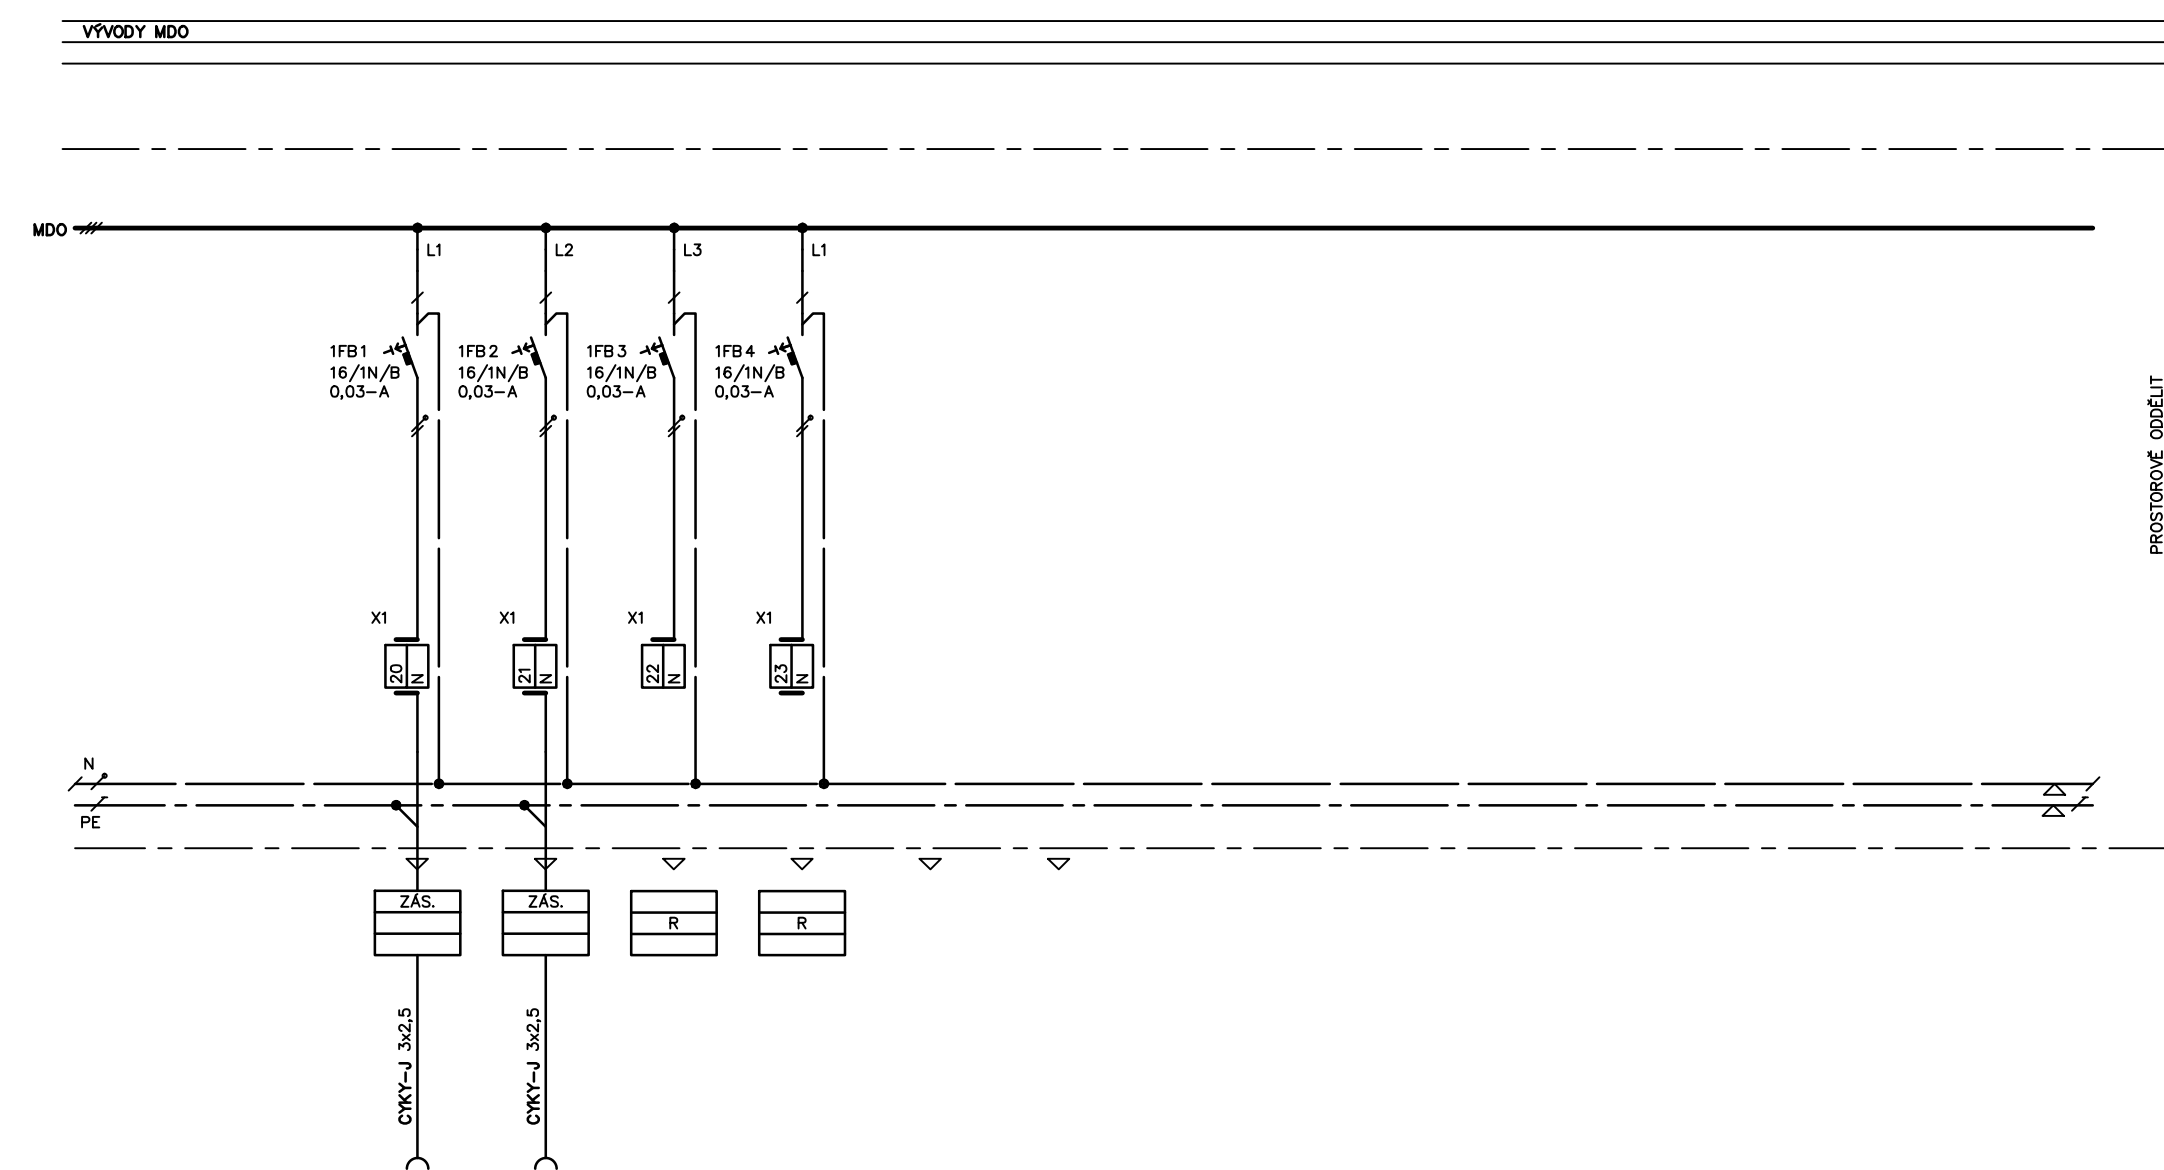 VÝVODY MDO
MDO
L1
L2
L3
L1
1FB1
16/1N/B
0,03-A
1FB2
16/1N/B
0,03-A
1FB3
16/1N/B
0,03-A
1FB4
16/1N/B
0,03-A
PROSTOROVĚ ODDĚLIT
X1
X1
X1
X1
20
N
21
N
22
N
23
N
N
PE
ZÁS.
ZÁS.
R
R
CYKY-J 3x2,5
CYKY-J 3x2,5